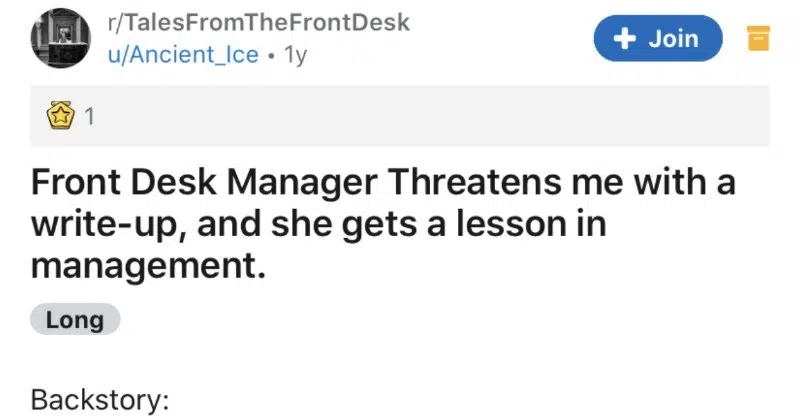 r/TalesFromTheFrontDesk
u/Ancient_Ice • 1y
+ Join
1
Front Desk Manager Threatens me with a
write-up, and she gets a lesson in
management.
Long
Backstory: